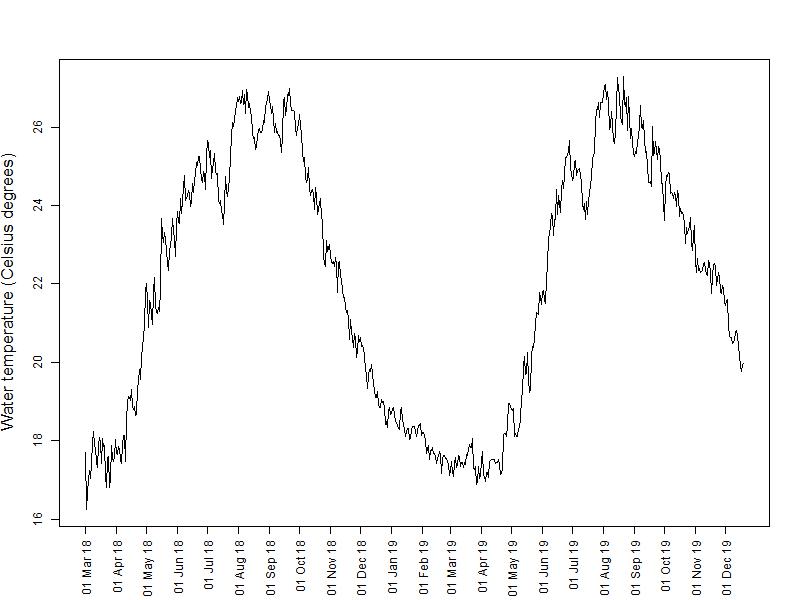 Water temperature (Celsius degrees)
26
24
22
20
18
16
01 Mar 18
01 Apr 18
01 May 18
01 Jun 18
01 Jul 18
01 Aug 18
01 Sep 18
01 Oct 18
01 Nov 18
01 Dec 18
01 Jan 19
01 Feb 19
01 Mar 19
01 Apr 19
01 May 19
01 Jun 19
01 Jul 19
01 Aug 19
01 Sep 19
01 Oct 19
01 Nov 19
01 Dec 19